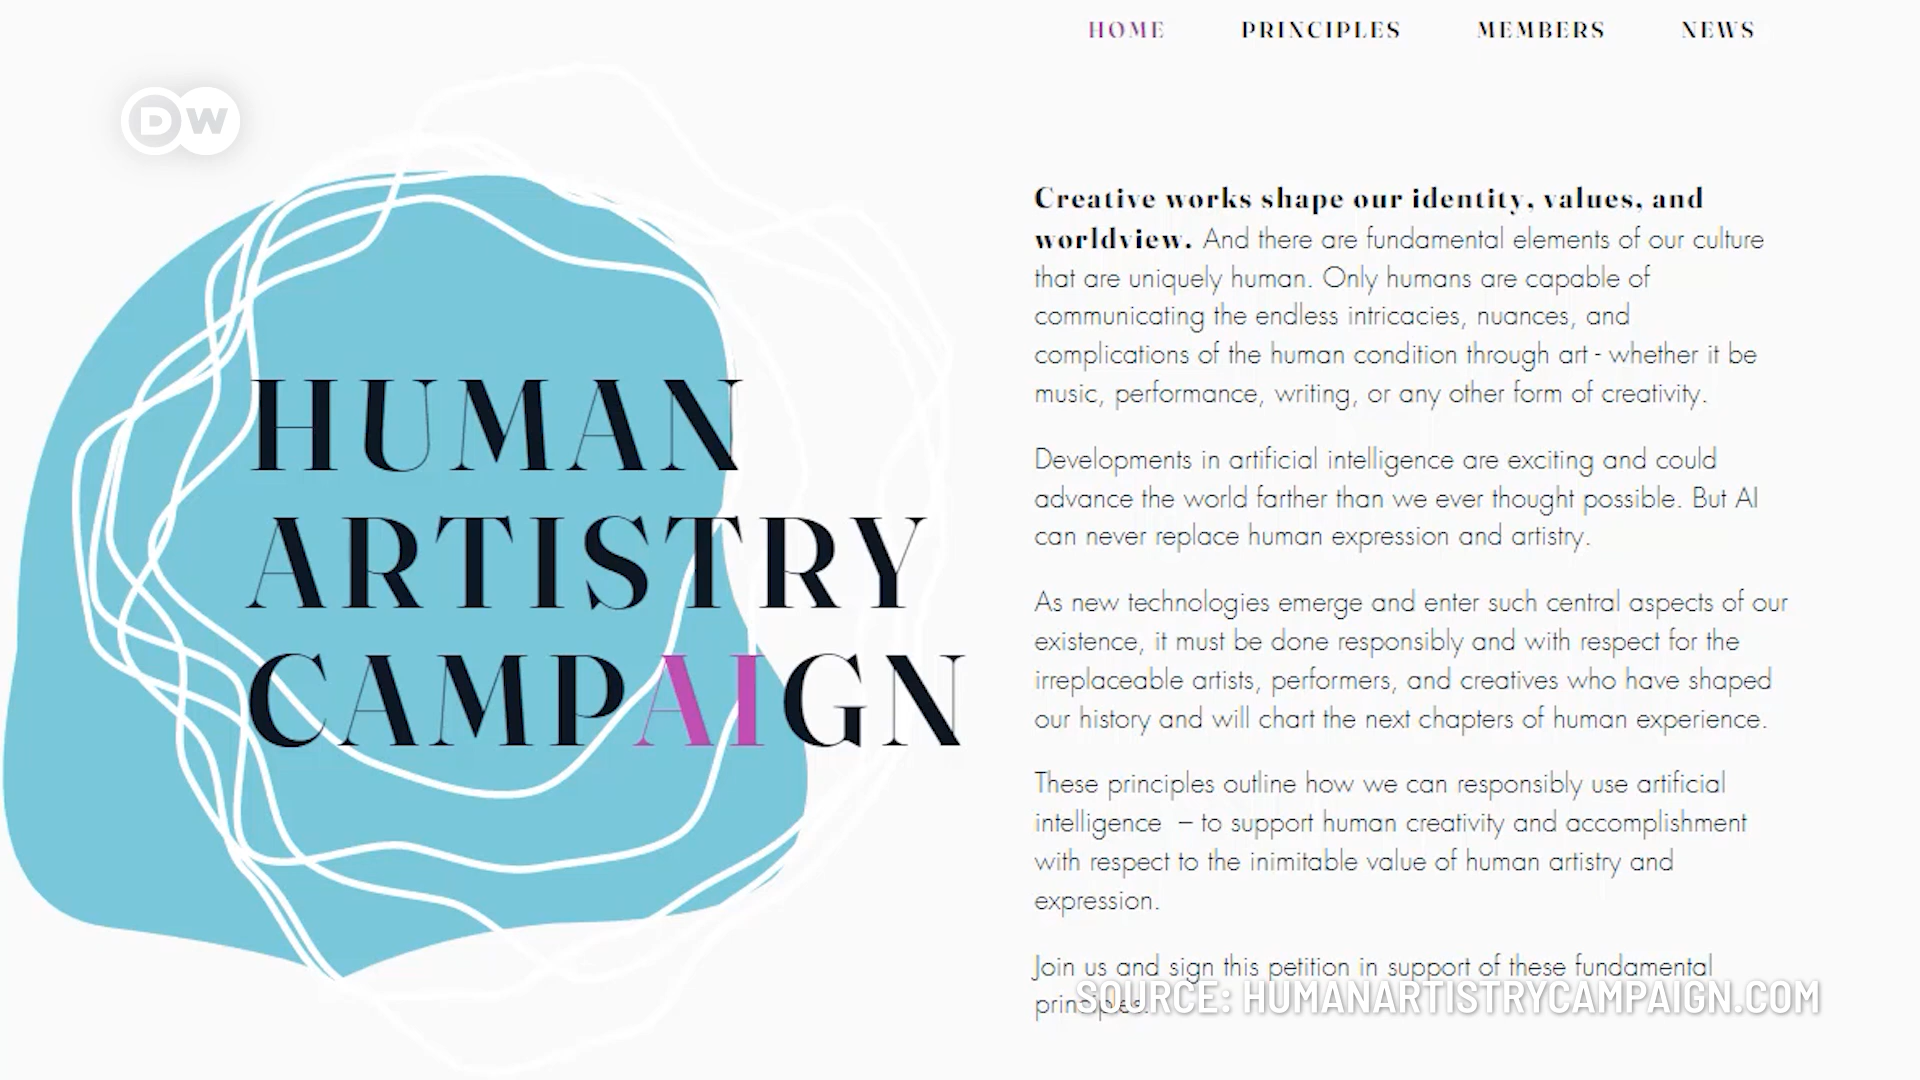 HOME PRINCIPLES MEMBERS NEWS
DW
HUMAN
ARTISTRY
CAMPAIGN
Creative works shape our identity, values, and
worldview. And there are fundamental elements of our culture
that are uniquely human. Only humans are capable of
communicating the endless intricacies, nuances, and
complications of the human condition through art - whether it be
music, performance, writing, or any other form of creativity.
Developments in artificial intelligence are exciting and could
advance the world farther than we ever thought possible. But AI
can never replace human expression and artistry.
As new technologies emerge and enter such central aspects of our
existence, it must be done responsibly and with respect for the
irreplaceable artists, performers, and creatives who have shaped
our history and will chart the next chapters of human experience.
These principles outline how we can responsibly use artificial
intelligence – to support human creativity and accomplishment
with respect to the inimitable value of human artistry and
expression.
Join us and sign this petition in support of these fundamental
principles.
SOURCE: HUMANARTISTRYCAMPAIGN.COM